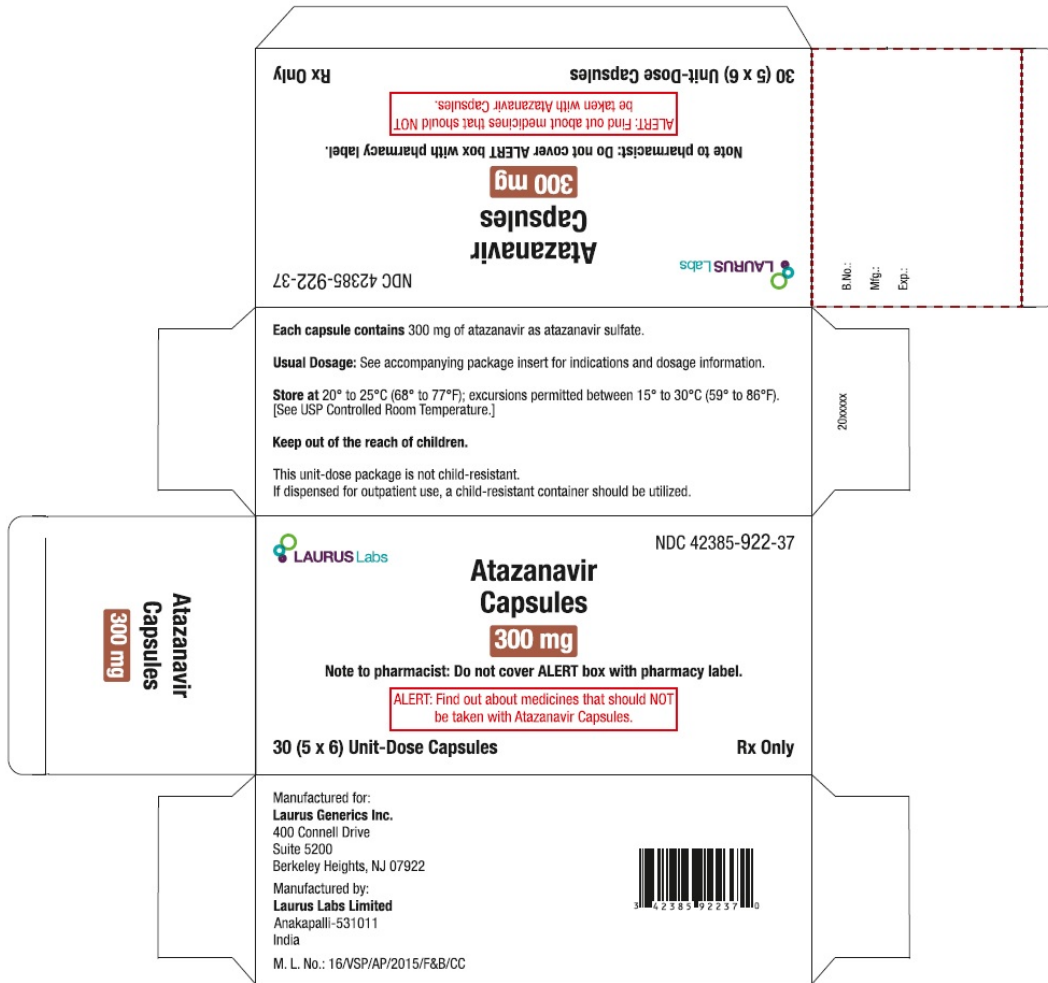 30 (5 x 6) Unit-Dose Capsules
Rx Only
ALERT: Find out about medicines that should NOT
be taken with Atazanavir Capsules.
Note to pharmacist: Do not cover ALERT box with pharmacy label.
300 mg
Atazanavir
Capsules
NDC 42385-922-37
LAURUS Labs
B.No.:
Mfg.:
Exp.:
Each capsule contains 300 mg of atazanavir as atazanavir sulfate.
Usual Dosage: See accompanying package insert for indications and dosage information.
Store at 20° to 25°C (68° to 77°F); excursions permitted between 15° to 30°C (59° to 86°F).
[See USP Controlled Room Temperature.]
Keep out of the reach of children.
This unit-dose package is not child-resistant.
If dispensed for outpatient use, a child-resistant container should be utilized.
20xxxxx
Atazanavir
Capsules
300 mg
LAURUS Labs
NDC 42385-922-37
Atazanavir
Capsules
300 mg
Note to pharmacist: Do not cover ALERT box with pharmacy label.
ALERT: Find out about medicines that should NOT
be taken with Atazanavir Capsules.
30 (5 x 6) Unit-Dose Capsules
Rx Only
Manufactured for:
Laurus Generics Inc.
400 Connell Drive
Suite 5200
Berkeley Heights, NJ 07922
Manufactured by:
Laurus Labs Limited
Anakapalli-531011
India
M. L. No.: 16/VSP/AP/2015/F&B/CC
3 42385 92237 0